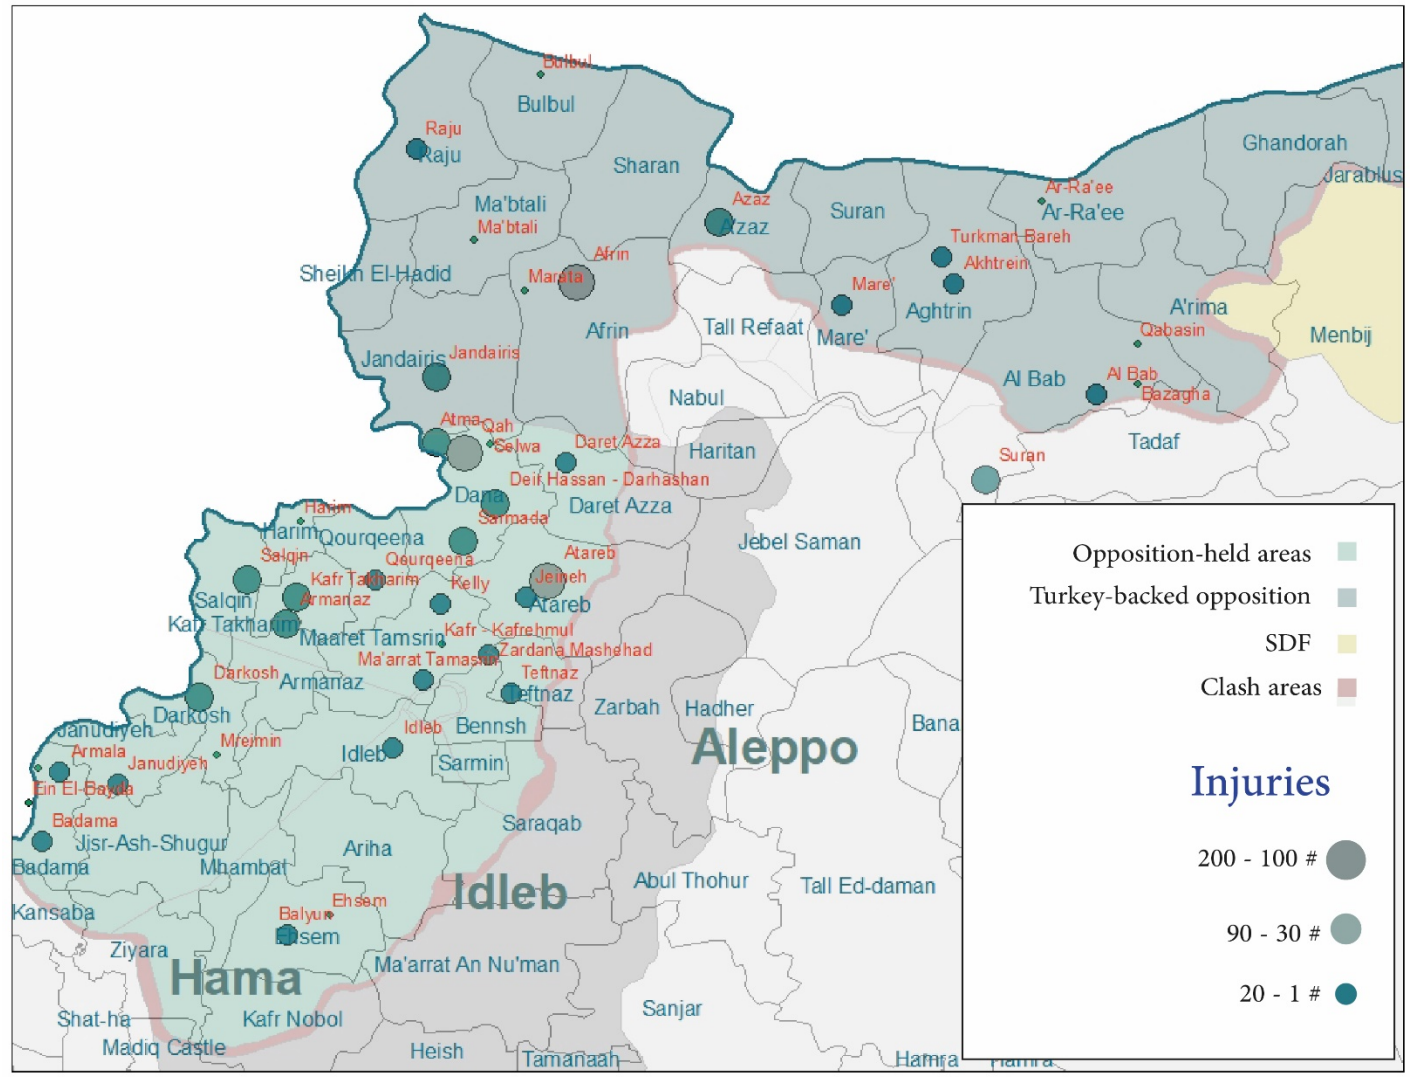 Bulbul
Bulbul
Raju
Raju
Sharan
Ghandorah
Jarablus
Ma'btali
Ma'btali
Azaz
A'zaz
Suran
Ar-Ra'ee
Ar-Ra'ee
Turkman Bareh
Akhtrein
Sheikh El-Hadid
Afrin
Marata
Mare'
Aghtrin
A'rima
Afrin
Tall Refaat
Mare'
Qabasin
Menbij
Jandairis
Jandairis
Nabul
Al Bab
Al Bab
Bazagha
Atma
Qah
Selwa
Daret Azza
Haritan
Tadaf
Suran
Deif Hassan - Darhashan
Dana
Sarmada
Daret Azza
Harim
Harim
Qourqeena
Jebel Saman
Salqin
Qourqeena
Atareb
Kafr Takharim
Kelly
Jeineh
Salqin
Armanaz
Atareb
Kafr Takharim
Maaret Tamsrin
Kafr - Kafrehmul
Zardana Mashehad
Ma'arrat Tamasrin
Darkosh
Armanaz
Teftnaz
Teftnaz
Darkosh
Zarbah
Hadher
Bana
Janudiyeh
Mreimin
Idleb
Bennsh
Aleppo
Armala
Janudiyeh
Idleb
Sarmin
Ein El-Bayda
Badama
Jisr-Ash-Shugur
Saraqab
Badama
Mhambat
Ariha
Abul Thohur
Tall Ed-daman
Idleb
Kansaba
Balyun
Ehsem
Ehsem
Ziyara
Hama
Ma'arrat An Nu'man
Shat-ha
Kafr Nobol
Sanjar
Madiq Castle
Heish
Tamanaah
Hamra
Hamra
Opposition-held areas
Turkey-backed opposition
SDF
Clash areas
Injuries
200 - 100 #
90 - 30 #
20 - 1 #